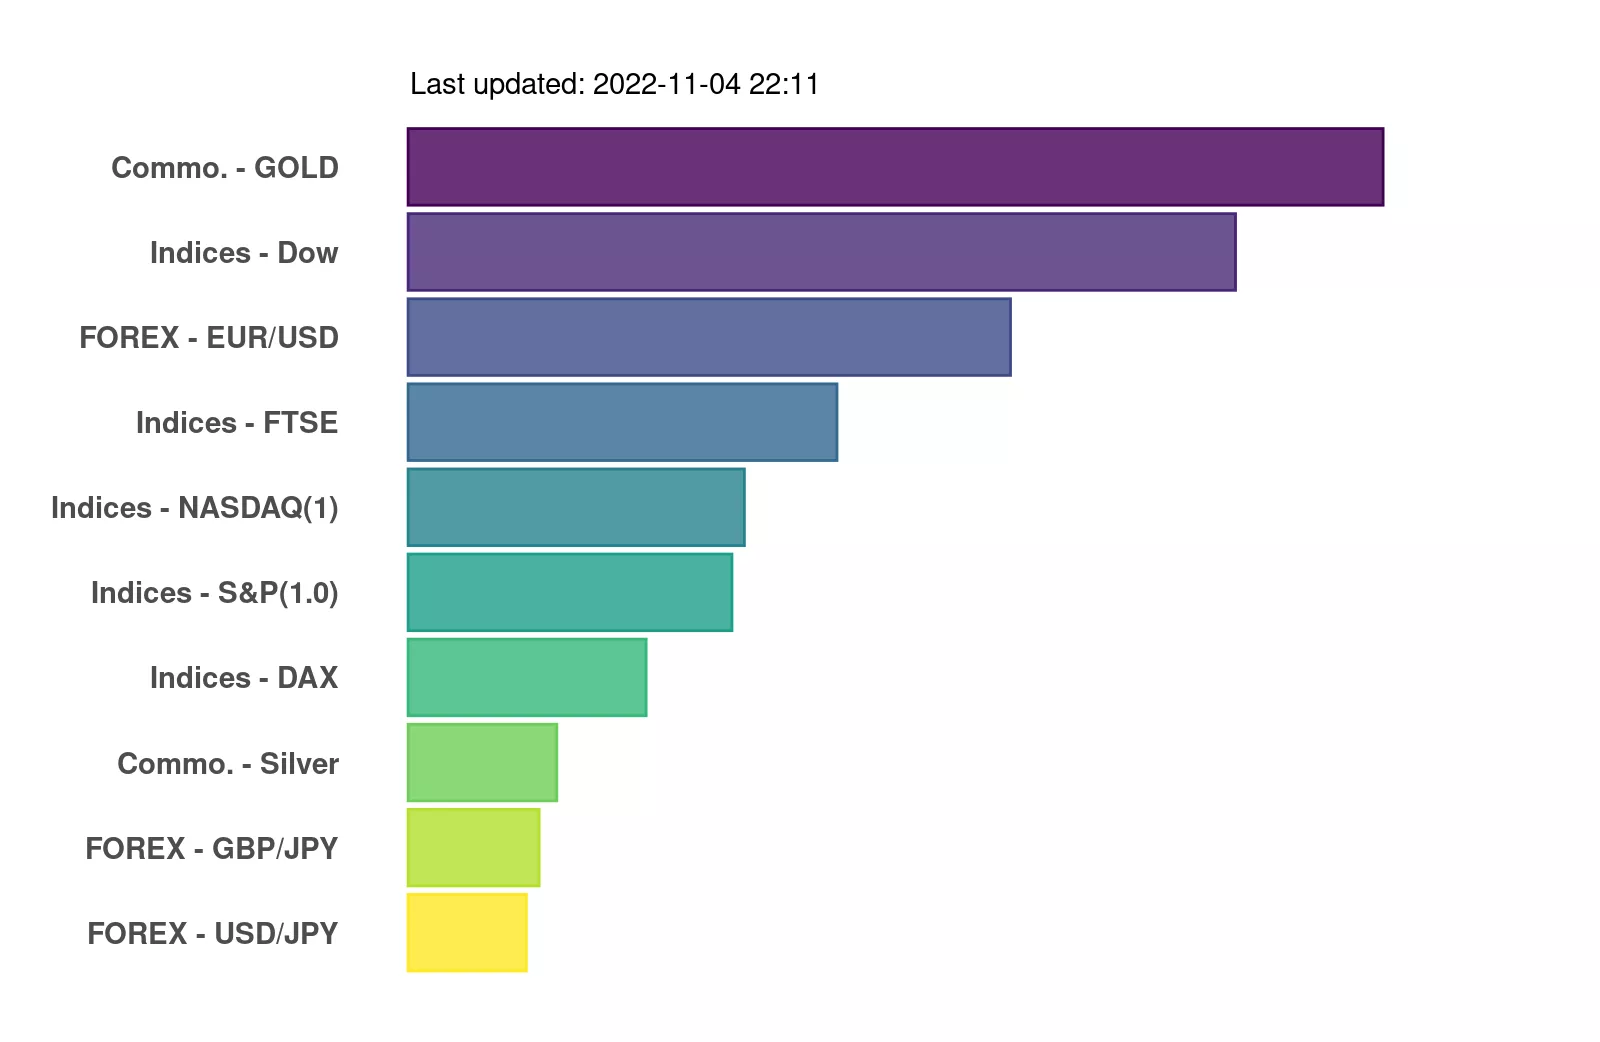 Last updated: 2022-11-04 22:11
Commo. - GOLD
Indices - Dow
FOREX - EUR/USD
Indices - FTSE
Indices - NASDAQ(1)
Indices - S&P(1.0)
Indices - DAX
Commo. - Silver
FOREX - GBP/JPY
FOREX - USD/JPY